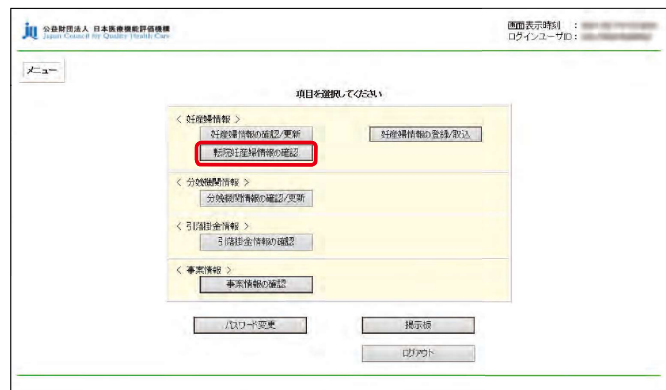 公益財団法人 日本医療機能評価機構
Japan Council for Quality Health Care
画面表示時刻 :
ログインユーザID :
メニュー
項目を選択してください
< 妊産婦情報 >
妊産婦情報の確認/更新
妊産婦情報の登録/取込
転院妊産婦情報の確認
< 分娩機関情報 >
分娩機関情報の確認/更新
< 引落掛金情報 >
引落掛金情報の確認
< 事案情報 >
事案情報の確認
パスワード変更
掲示板
ログアウト